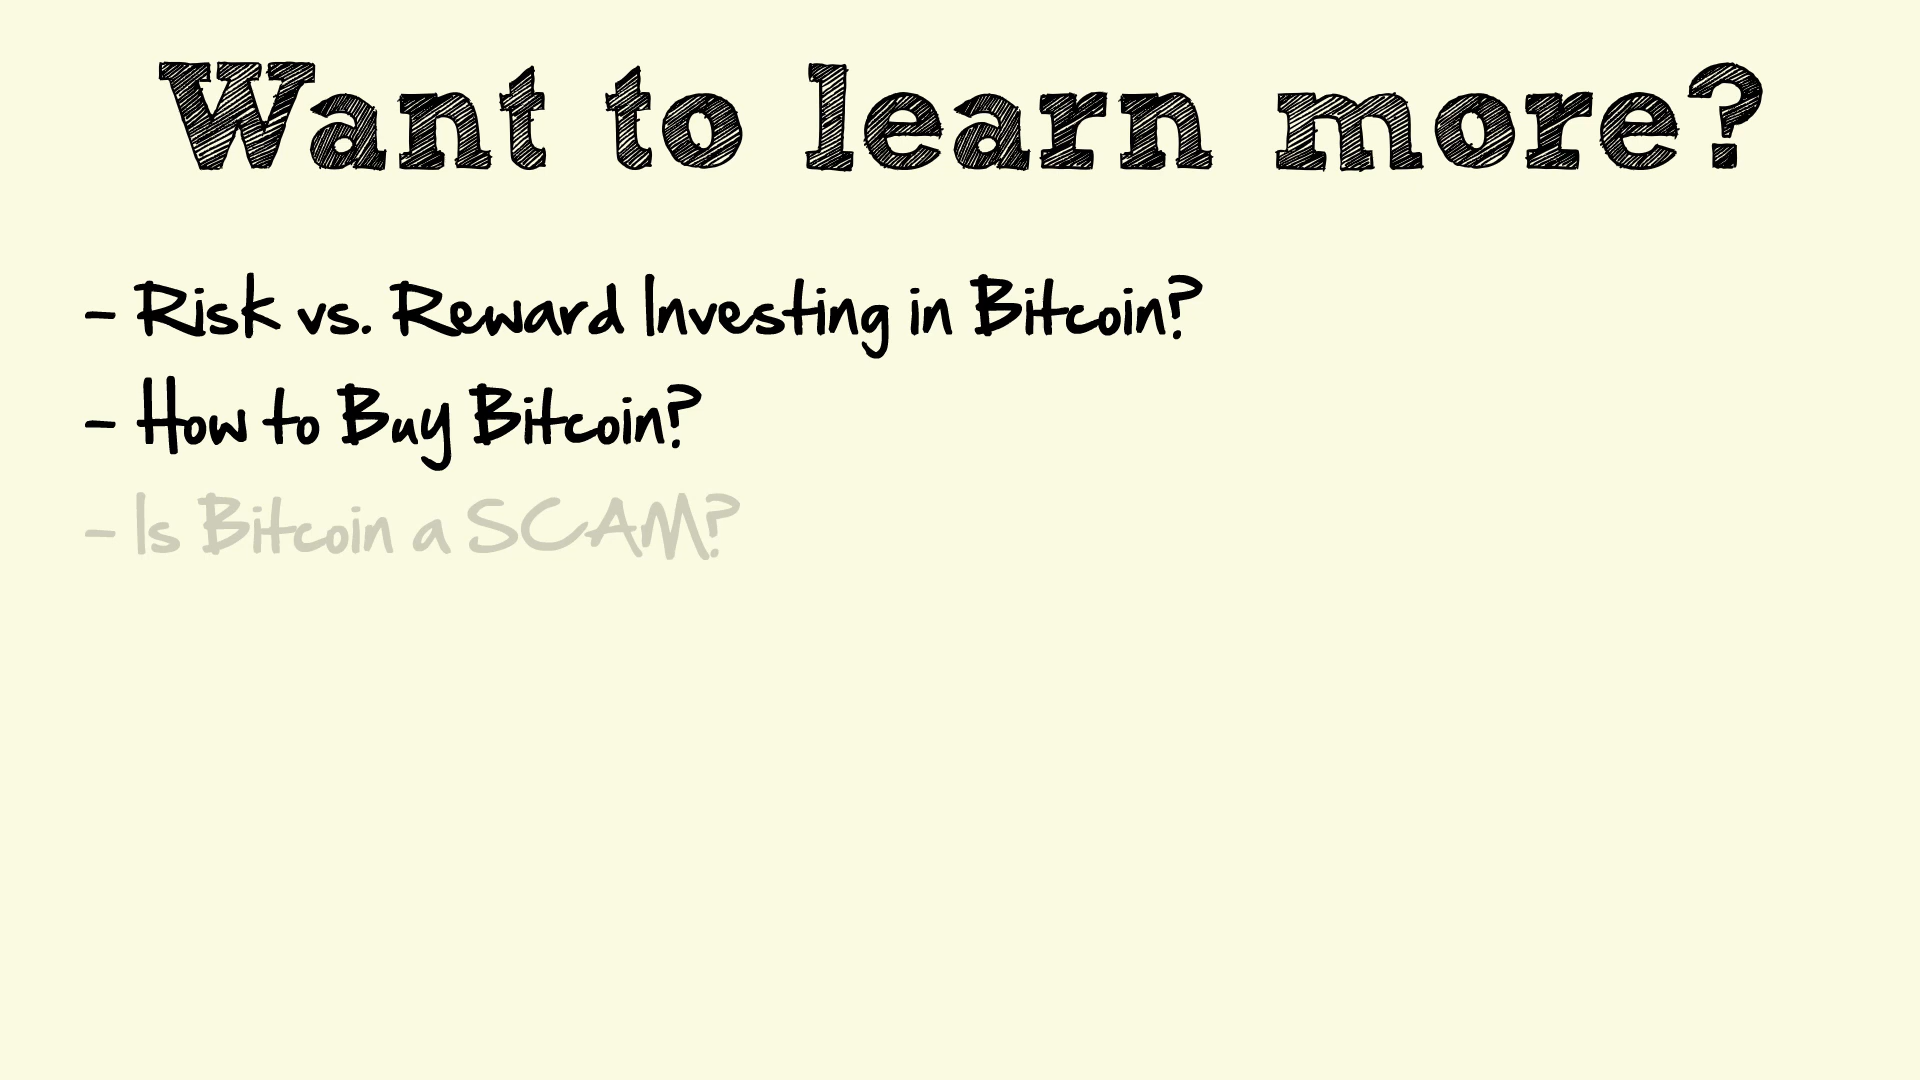 Want to learn more?
- Risk vs. Reward Investing in Bitcoin?
- How to Buy Bitcoin?
- Is Bitcoin a SCAM?